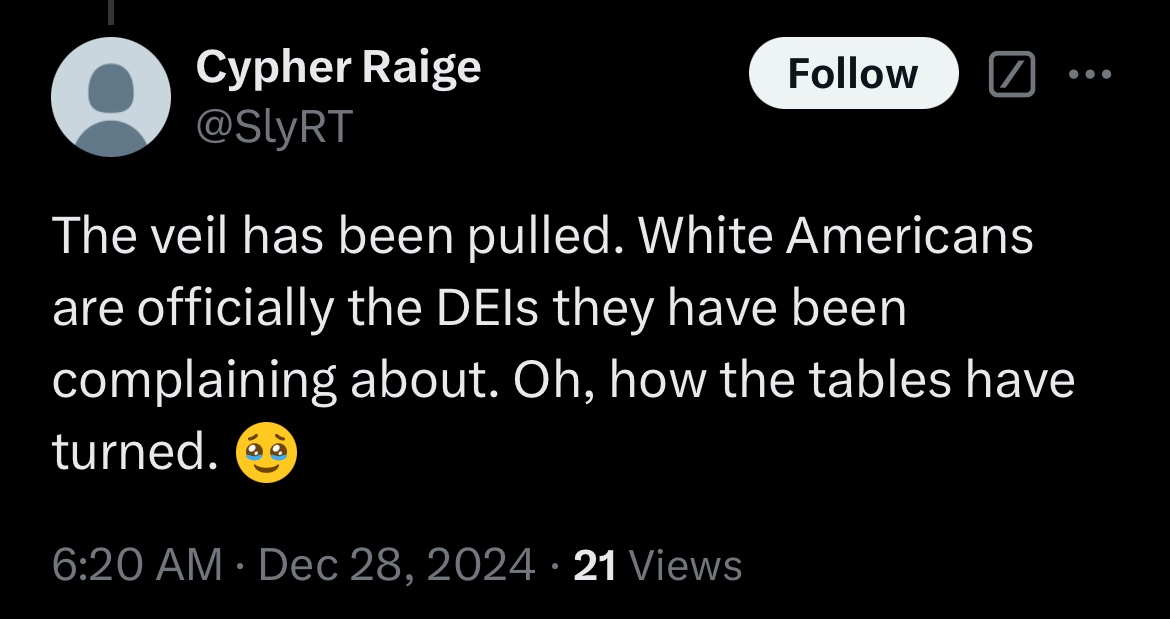 Cypher Raige
Follow
@SlyRT
The veil has been pulled. White Americans
are officially the DEIs they have been
complaining about. Oh, how the tables have
turned. 🥹
6:20 AM · Dec 28, 2024 · 21 Views